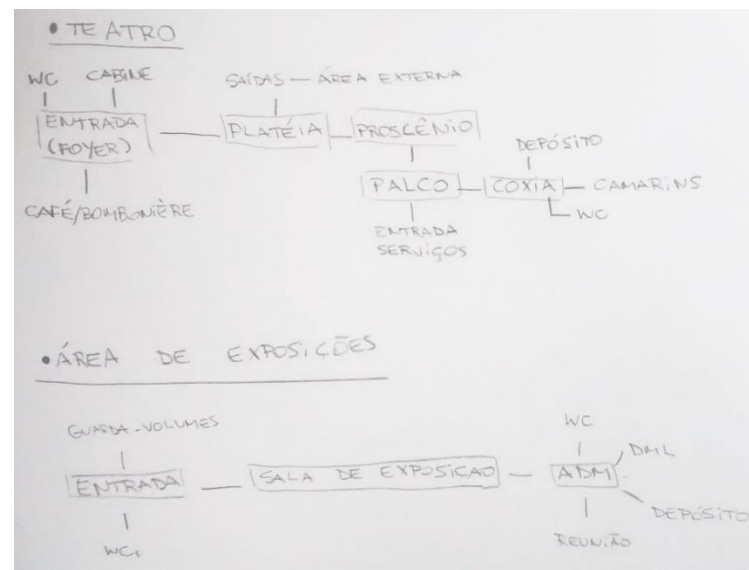 • TEATRO
WC CABINE
SAÍDAS — ÁREA EXTERNA
ENTRADA
(FOYER)
PLATÉIA
PROSCÊNIO
DEPÓSITO
PALCO
COXIA
CAMARINS
WC
CAFÉ/BOMBONIÈRE
ENTRADA
SERVIÇOS
• ÁREA DE EXPOSIÇÕES
GUARDA-VOLUMES
WC
DML
ENTRADA
SALA DE EXPOSIÇÃO
ADM
DEPÓSITO
WC.
REUNIÃO